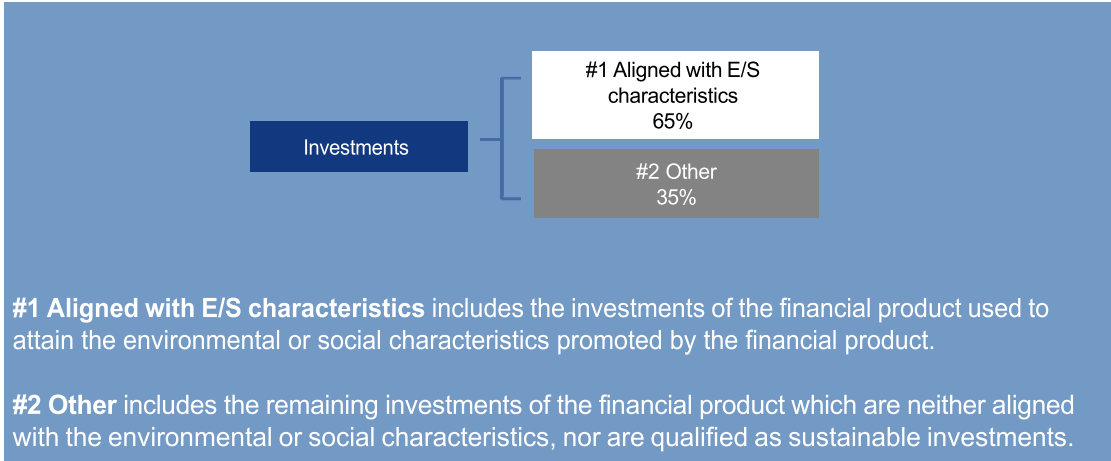 Investments
#1 Aligned with E/S
characteristics
65%
#2 Other
35%
#1 Aligned with E/S characteristics includes the investments of the financial product used to
attain the environmental or social characteristics promoted by the financial product.
#2 Other includes the remaining investments of the financial product which are neither aligned
with the environmental or social characteristics, nor are qualified as sustainable investments.